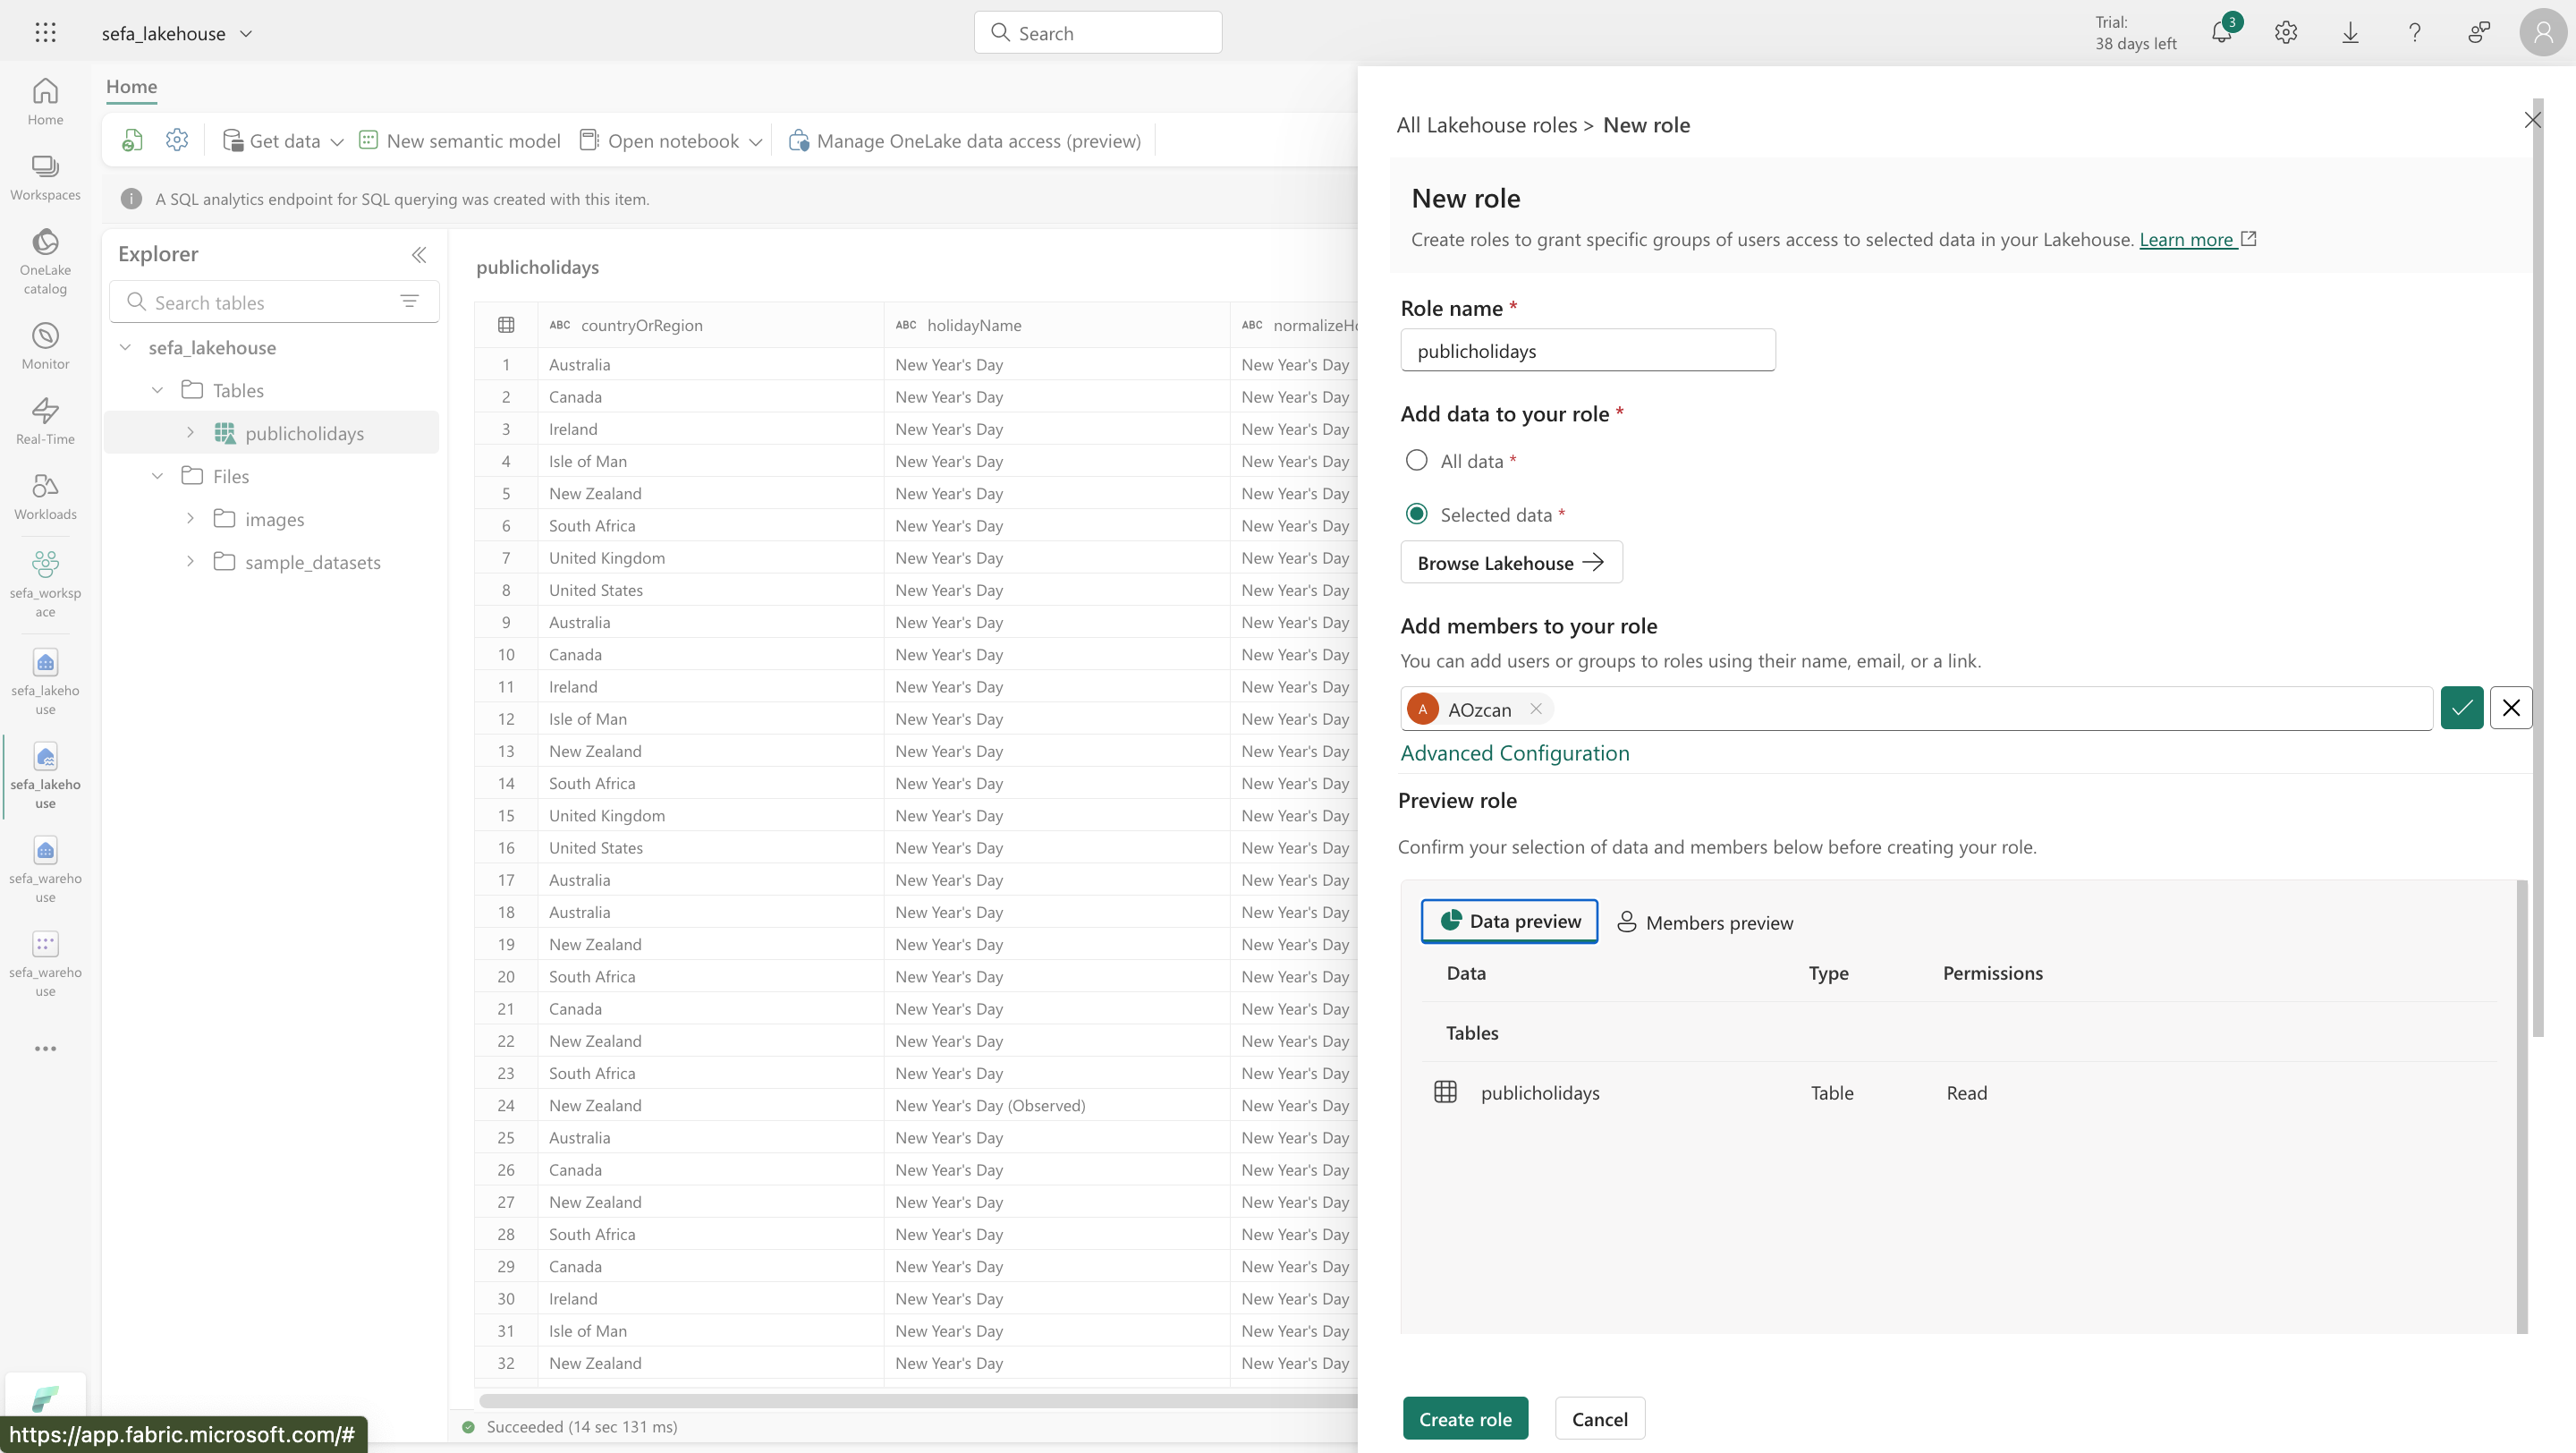 sefa_lakehouse
Search
Trial:
38 days left
3
Home
Workspaces
OneLake
catalog
Monitor
Real-Time
Workloads
sefa_worksp
ace
sefa_lakeho
use
sefa_lakeho
use
sefa_wareho
use
sefa_wareho
use
Home
Get data
New semantic model
Open notebook
Manage OneLake data access (preview)
A SQL analytics endpoint for SQL querying was created with this item.
Explorer
Search tables
sefa_lakehouse
Tables
publicholidays
Files
images
sample_datasets
publicholidays
ABC countryOrRegion ABC holidayName ABC normalizeHo
1 Australia New Year's Day New Year's Day
2 Canada New Year's Day New Year's Day
3 Ireland New Year's Day New Year's Day
4 Isle of Man New Year's Day New Year's Day
5 New Zealand New Year's Day New Year's Day
6 South Africa New Year's Day New Year's Day
7 United Kingdom New Year's Day New Year's Day
8 United States New Year's Day New Year's Day
9 Australia New Year's Day New Year's Day
10 Canada New Year's Day New Year's Day
11 Ireland New Year's Day New Year's Day
12 Isle of Man New Year's Day New Year's Day
13 New Zealand New Year's Day New Year's Day
14 South Africa New Year's Day New Year's Day
15 United Kingdom New Year's Day New Year's Day
16 United States New Year's Day New Year's Day
17 Australia New Year's Day New Year's Day
18 Australia New Year's Day New Year's Day
19 New Zealand New Year's Day New Year's Day
20 South Africa New Year's Day New Year's Day
21 Canada New Year's Day New Year's Day
22 New Zealand New Year's Day New Year's Day
23 South Africa New Year's Day New Year's Day
24 New Zealand New Year's Day (Observed) New Year's Day
25 Australia New Year's Day New Year's Day
26 Canada New Year's Day New Year's Day
27 New Zealand New Year's Day New Year's Day
28 South Africa New Year's Day New Year's Day
29 Canada New Year's Day New Year's Day
30 Ireland New Year's Day New Year's Day
31 Isle of Man New Year's Day New Year's Day
32 New Zealand New Year's Day New Year's Day
Succeeded (14 sec 131 ms)
https://app.fabric.microsoft.com/#
All Lakehouse roles > New role
New role
Create roles to grant specific groups of users access to selected data in your Lakehouse. Learn more
Role name *
publicholidays
Add data to your role *
All data *
Selected data *
Browse Lakehouse
Add members to your role
You can add users or groups to roles using their name, email, or a link.
A AOzcan
Advanced Configuration
Preview role
Confirm your selection of data and members below before creating your role.
Data preview Members preview
Data Type Permissions
Tables
publicholidays Table Read
Create role Cancel